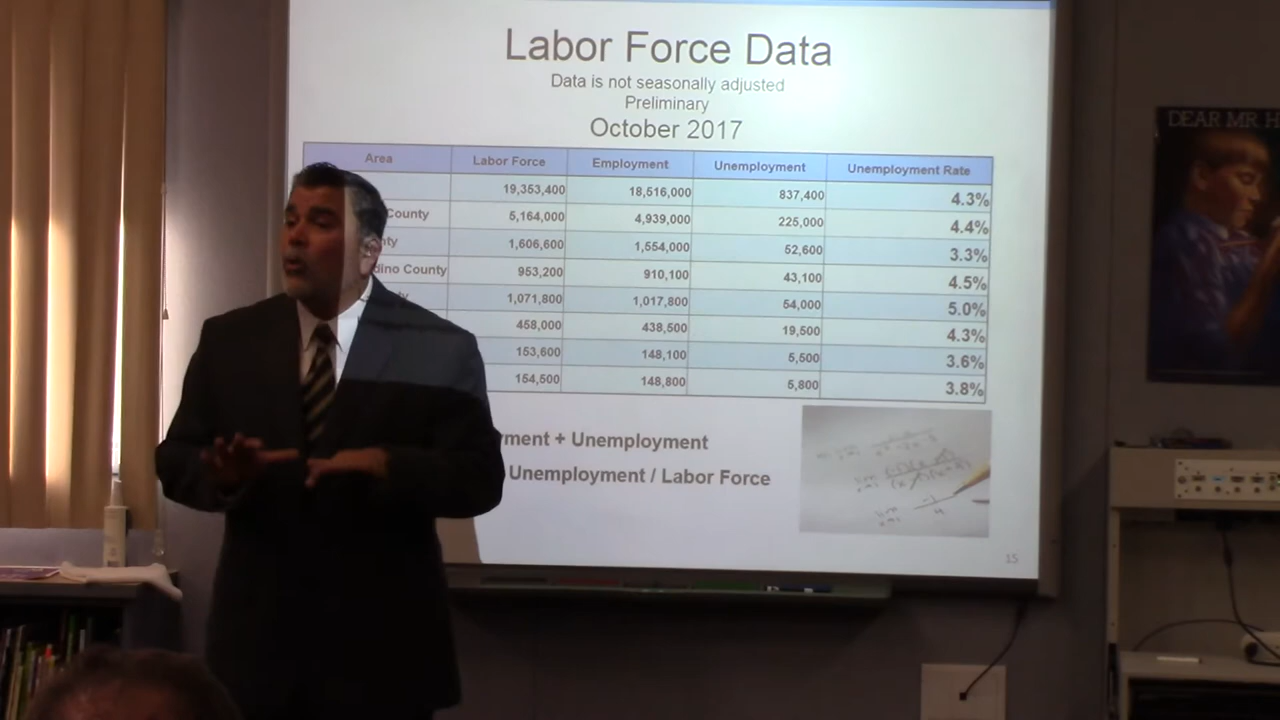 Labor Force Data
Data is not seasonally adjusted
Preliminary
October 2017
Area Labor Force Employment Unemployment Unemployment Rate
19,353,400 18,516,000 837,400 4.3%
County 5,164,000 4,939,000 225,000 4.4%
nty 1,606,600 1,554,000 52,600 3.3%
dino County 953,200 910,100 43,100 4.5%
1,071,800 1,017,800 54,000 5.0%
458,000 438,500 19,500 4.3%
153,600 148,100 5,500 3.6%
154,500 148,800 5,800 3.8%
yment + Unemployment
Unemployment / Labor Force
15
DEAR MR. H